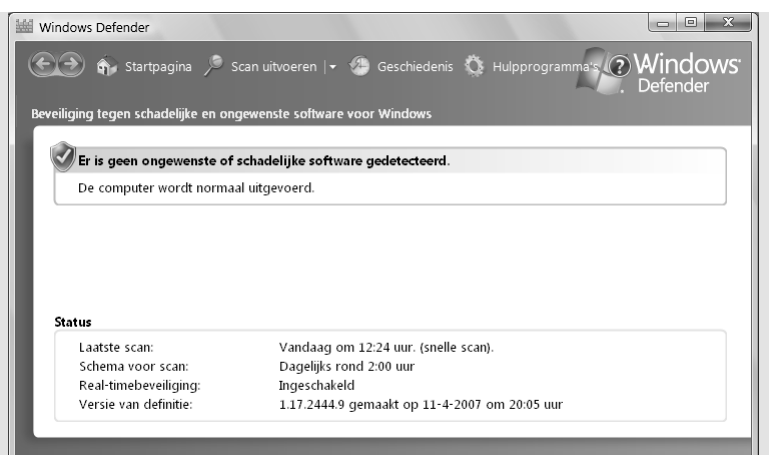 Windows Defender
Startpagina Scan uitvoeren Geschiedenis Hulpprogramma's ? Windows Defender
Beveiliging tegen schadelijke en ongewenste software voor Windows
Er is geen ongewenste of schadelijke software gedetecteerd.
De computer wordt normaal uitgevoerd.
Status
Laatste scan: Vandaag om 12:24 uur. (snelle scan).
Schema voor scan: Dagelijks rond 2:00 uur
Real-timebeveiliging: Ingeschakeld
Versie van definitie: 1.17.2444.9 gemaakt op 11-4-2007 om 20:05 uur